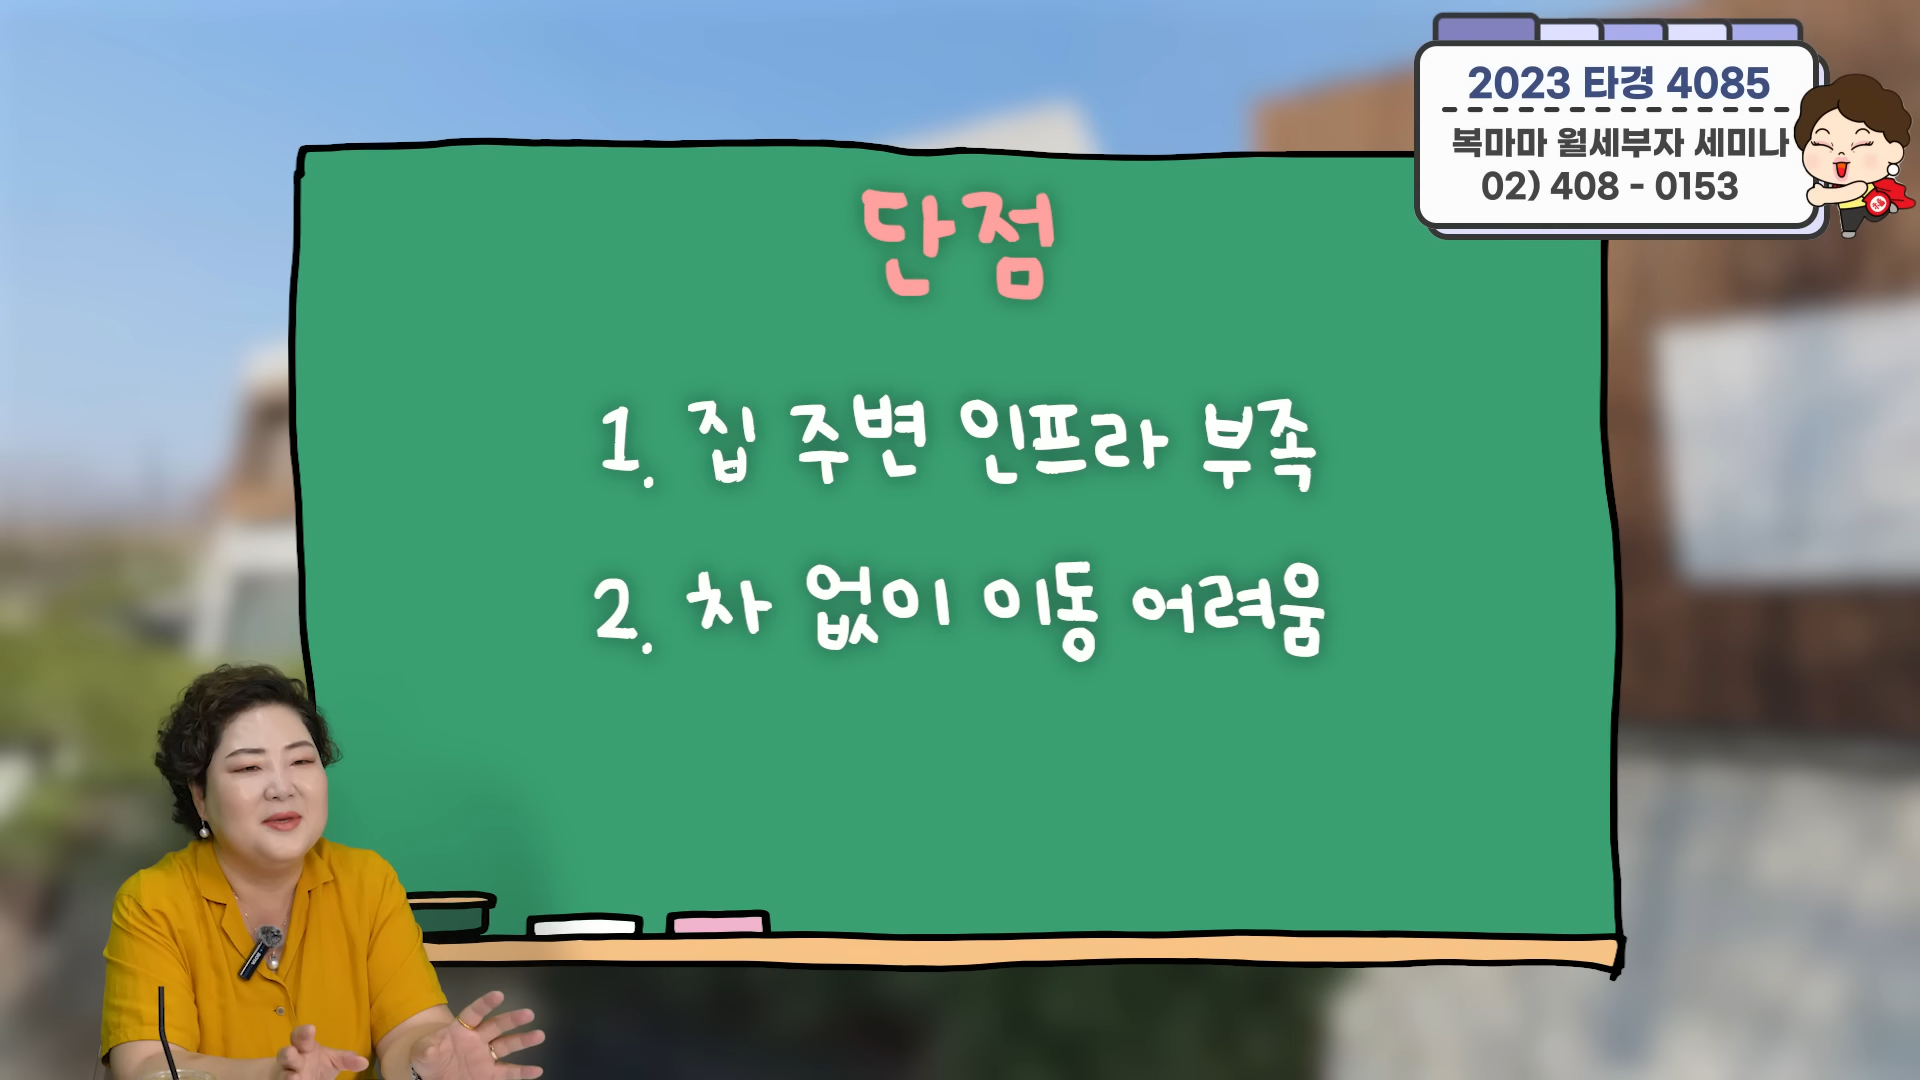 2023 타경 4085
복마마 월세부자 세미나
02) 408 - 0153
단점
1. 집 주변 인프라 부족
2. 차 없이 이동 어려움